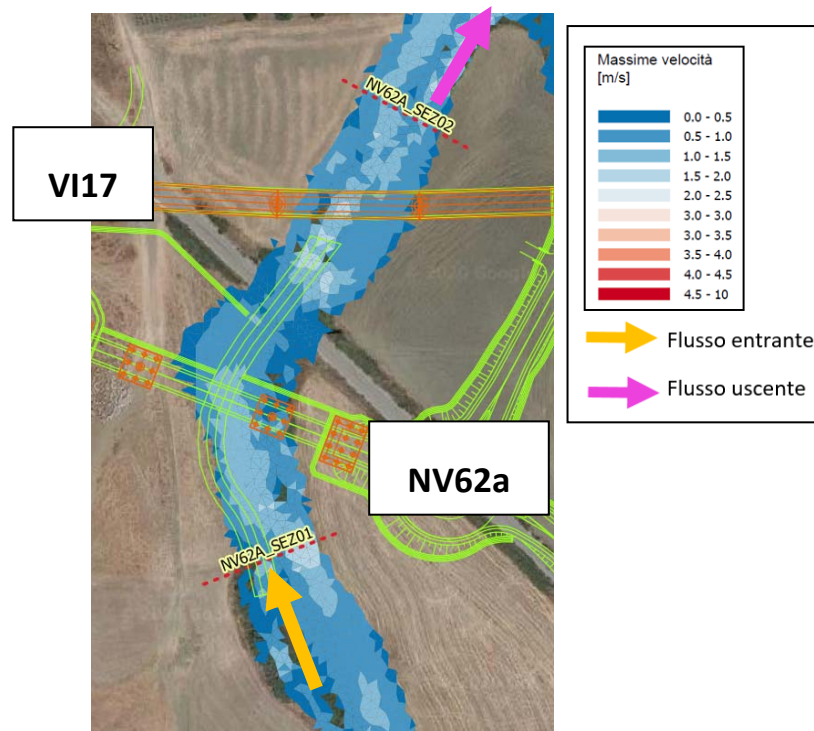 NV62A_SEZ02
VI17
NV62a
NV62A_SEZ01
Massime velocità
[m/s]
0.0 - 0.5
0.5 - 1.0
1.0 - 1.5
1.5 - 2.0
2.0 - 2.5
3.0 - 3.0
3.0 - 3.5
3.5 - 4.0
4.0 - 4.5
4.5 - 10
Flusso entrante
Flusso uscente